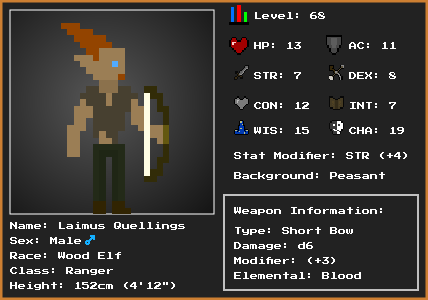 Level: 68
HP: 13
AC: 11
STR: 7
DEX: 8
CON: 12
INT: 7
WIS: 15
CHA: 19
Stat Modifier: STR (+4)
Background: Peasant
Name: Laimus Quellings
Sex: Male
Race: Wood Elf
Class: Ranger
Height: 152cm (4'12")
Weapon Information:
Type: Short Bow
Damage: d6
Modifier: (+3)
Elemental: Blood